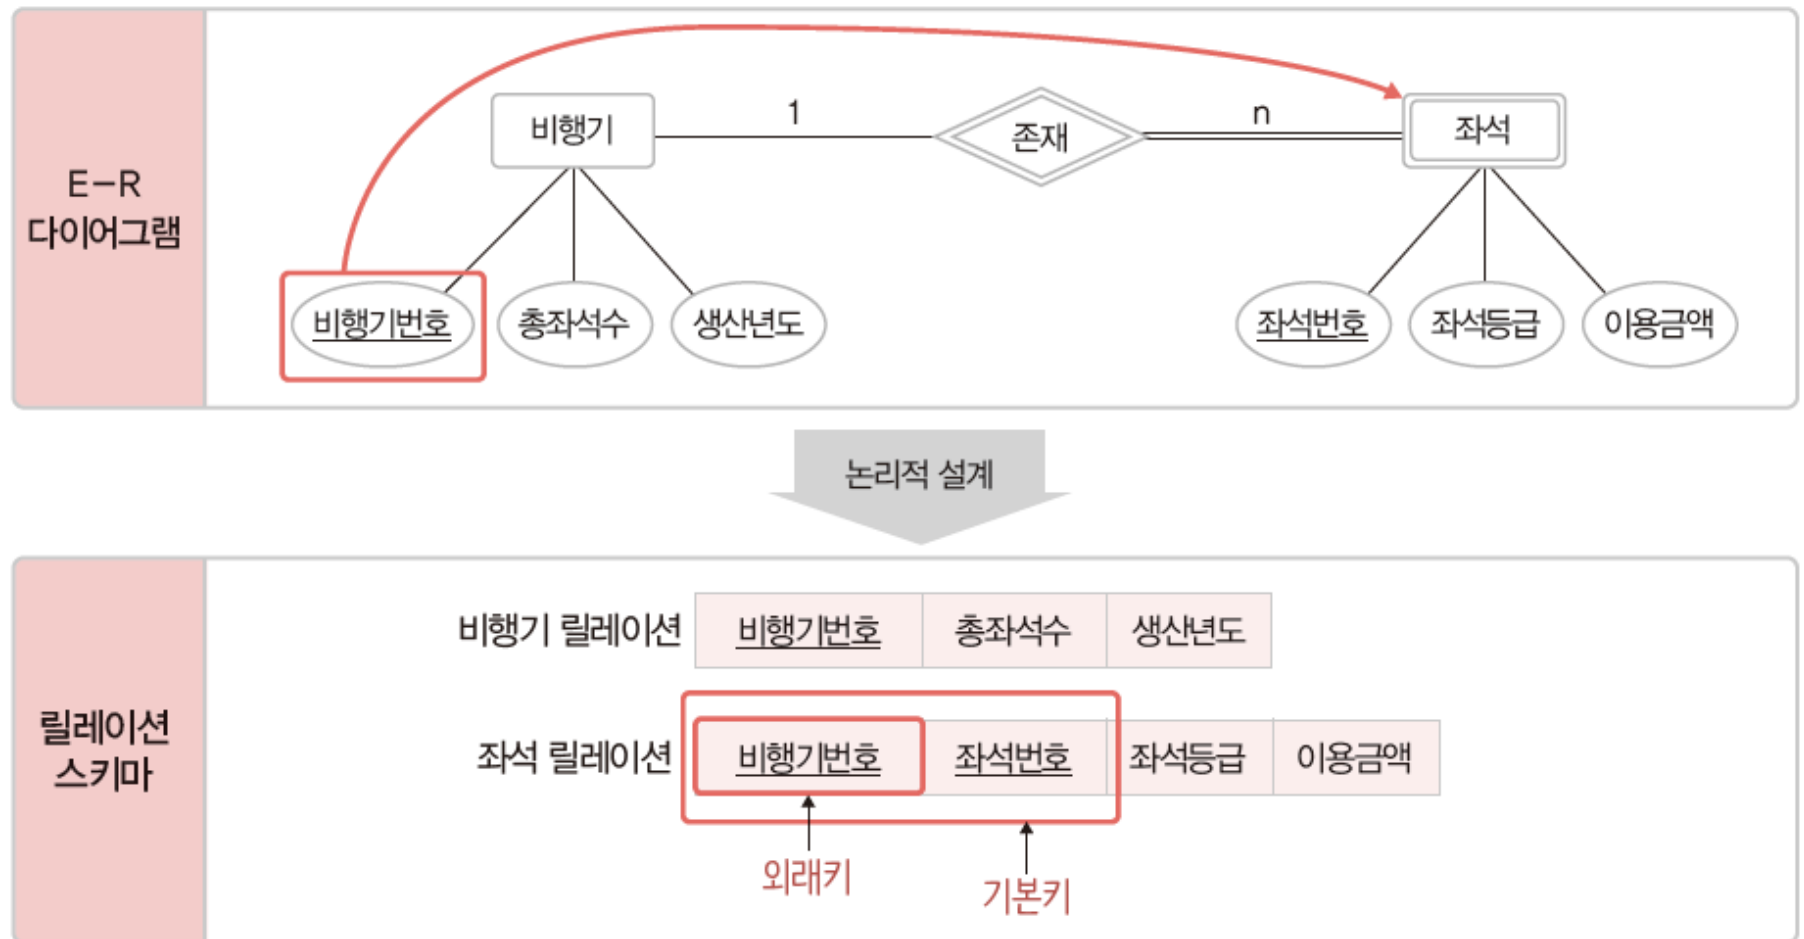 E-R
다이어그램
비행기
1
존재
n
좌석
비행기번호
총좌석수
생산년도
좌석번호
좌석등급
이용금액
논리적 설계
릴레이션
스키마
비행기 릴레이션 비행기번호 총좌석수 생산년도
좌석 릴레이션 비행기번호 좌석번호 좌석등급 이용금액
외래키
기본키